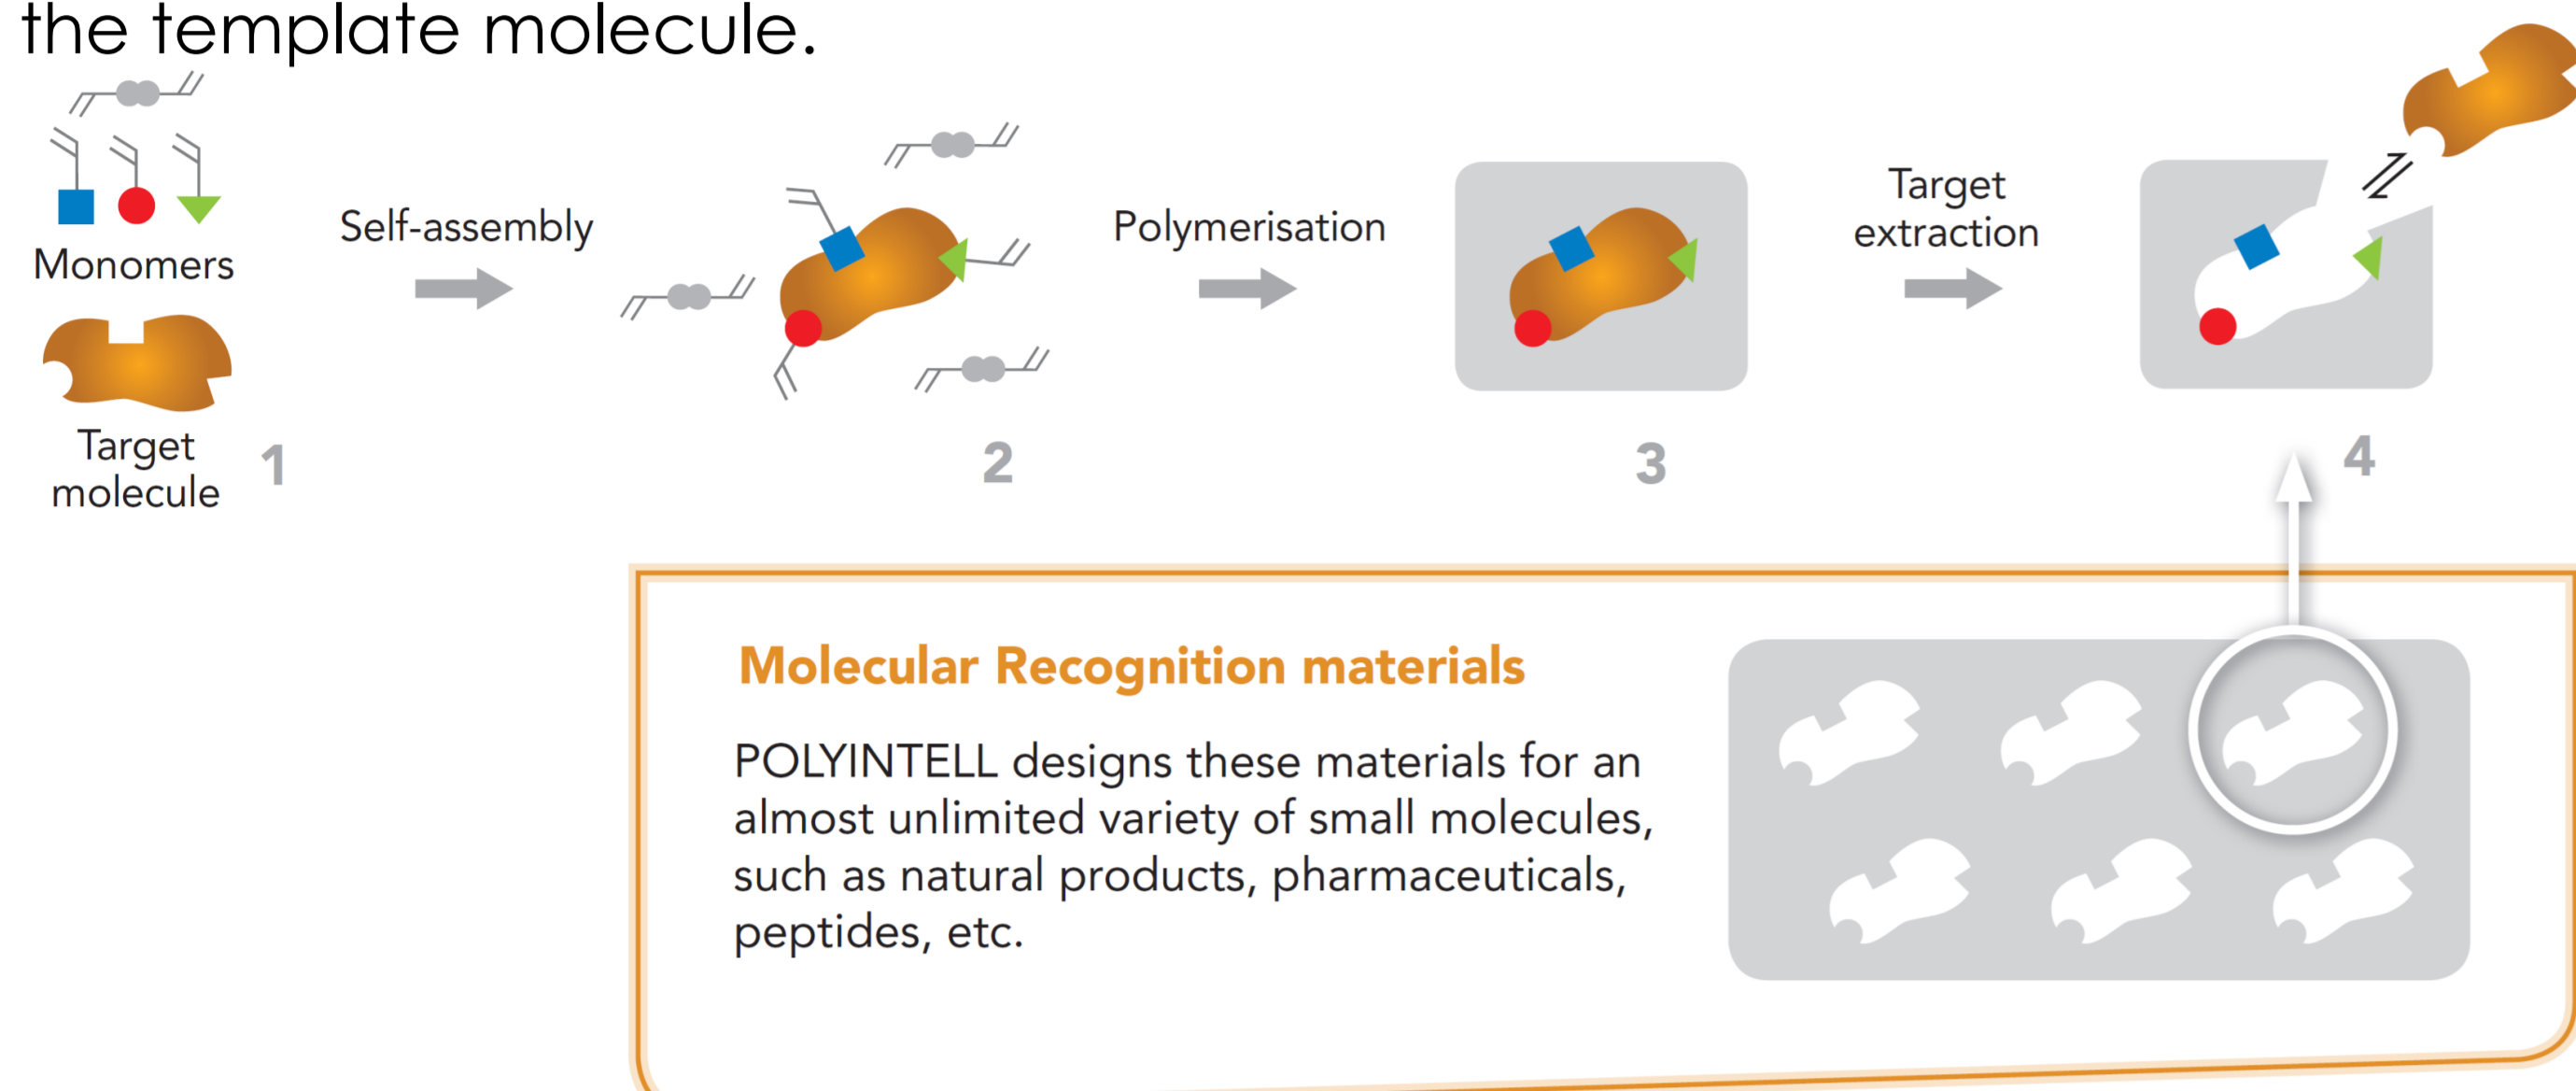 the template molecule.
Monomers
Target
molecule
1
Self-assembly
2
Polymerisation
3
Target
extraction
4
Molecular Recognition materials
POLYINTELL designs these materials for an
almost unlimited variety of small molecules,
such as natural products, pharmaceuticals,
peptides, etc.